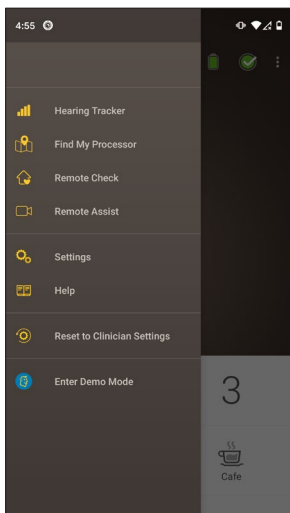 4:55
Hearing Tracker
Find My Processor
Remote Check
Remote Assist
Settings
Help
Reset to Clinician Settings
Enter Demo Mode
3
Cafe